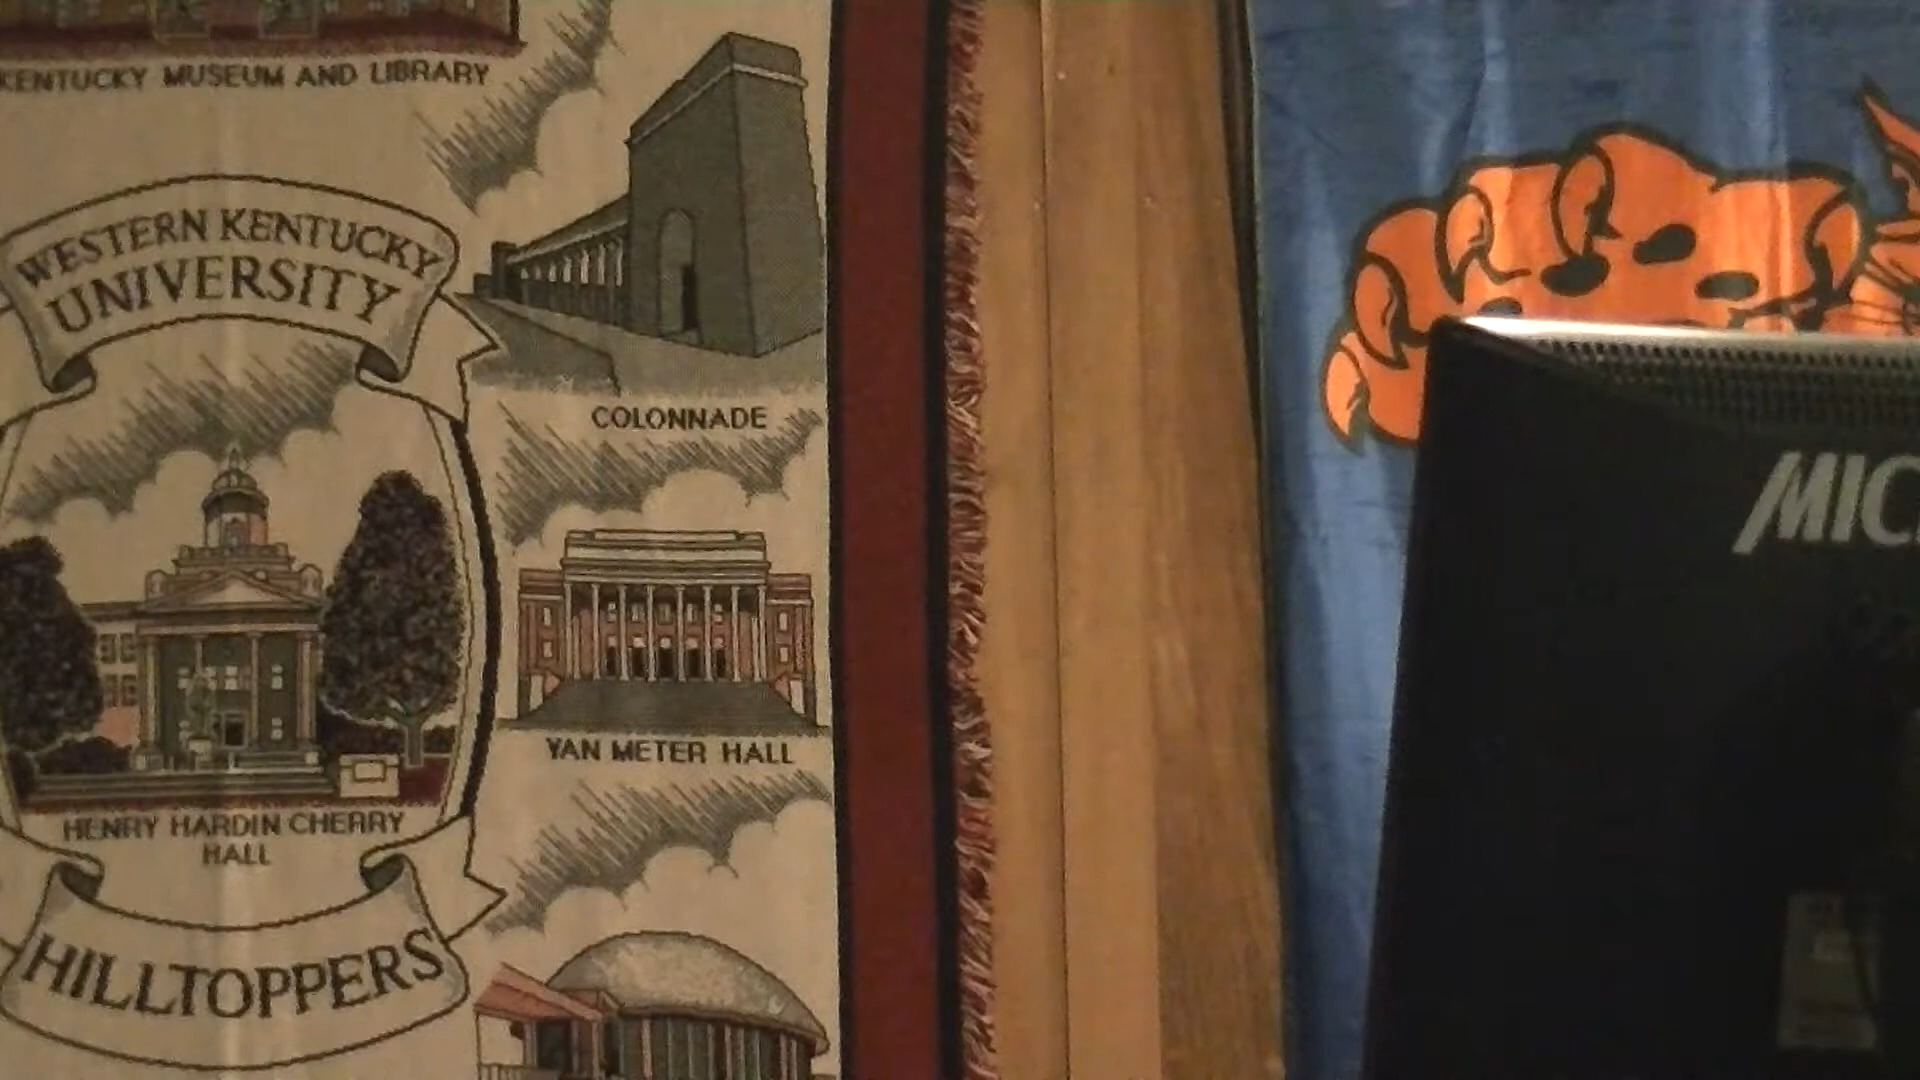 KENTUCKY MUSEUM AND LIBRARY
WESTERN KENTUCKY
UNIVERSITY
COLONNADE
VAN METER HALL
HENRY HARDIN CHERRY
HALL
HILLTOPPERS
MIC